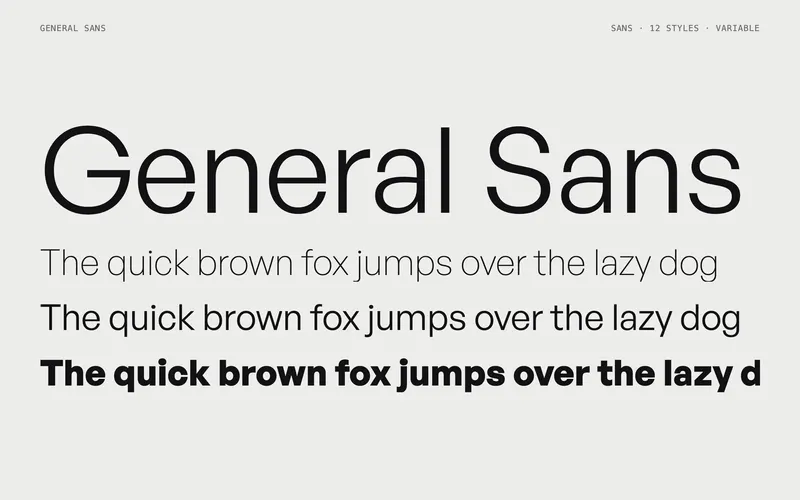 GENERAL SANS
SANS · 12 STYLES · VARIABLE
General Sans
The quick brown fox jumps over the lazy dog
The quick brown fox jumps over the lazy dog
The quick brown fox jumps over the lazy d